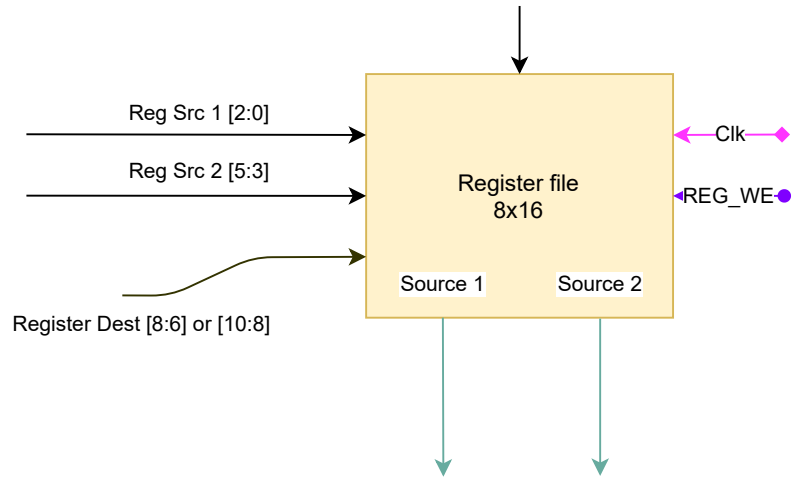 Reg Src 1 [2:0]
Clk
Reg Src 2 [5:3]
Register file
8x16
REG_WE
Source 1
Source 2
Register Dest [8:6] or [10:8]